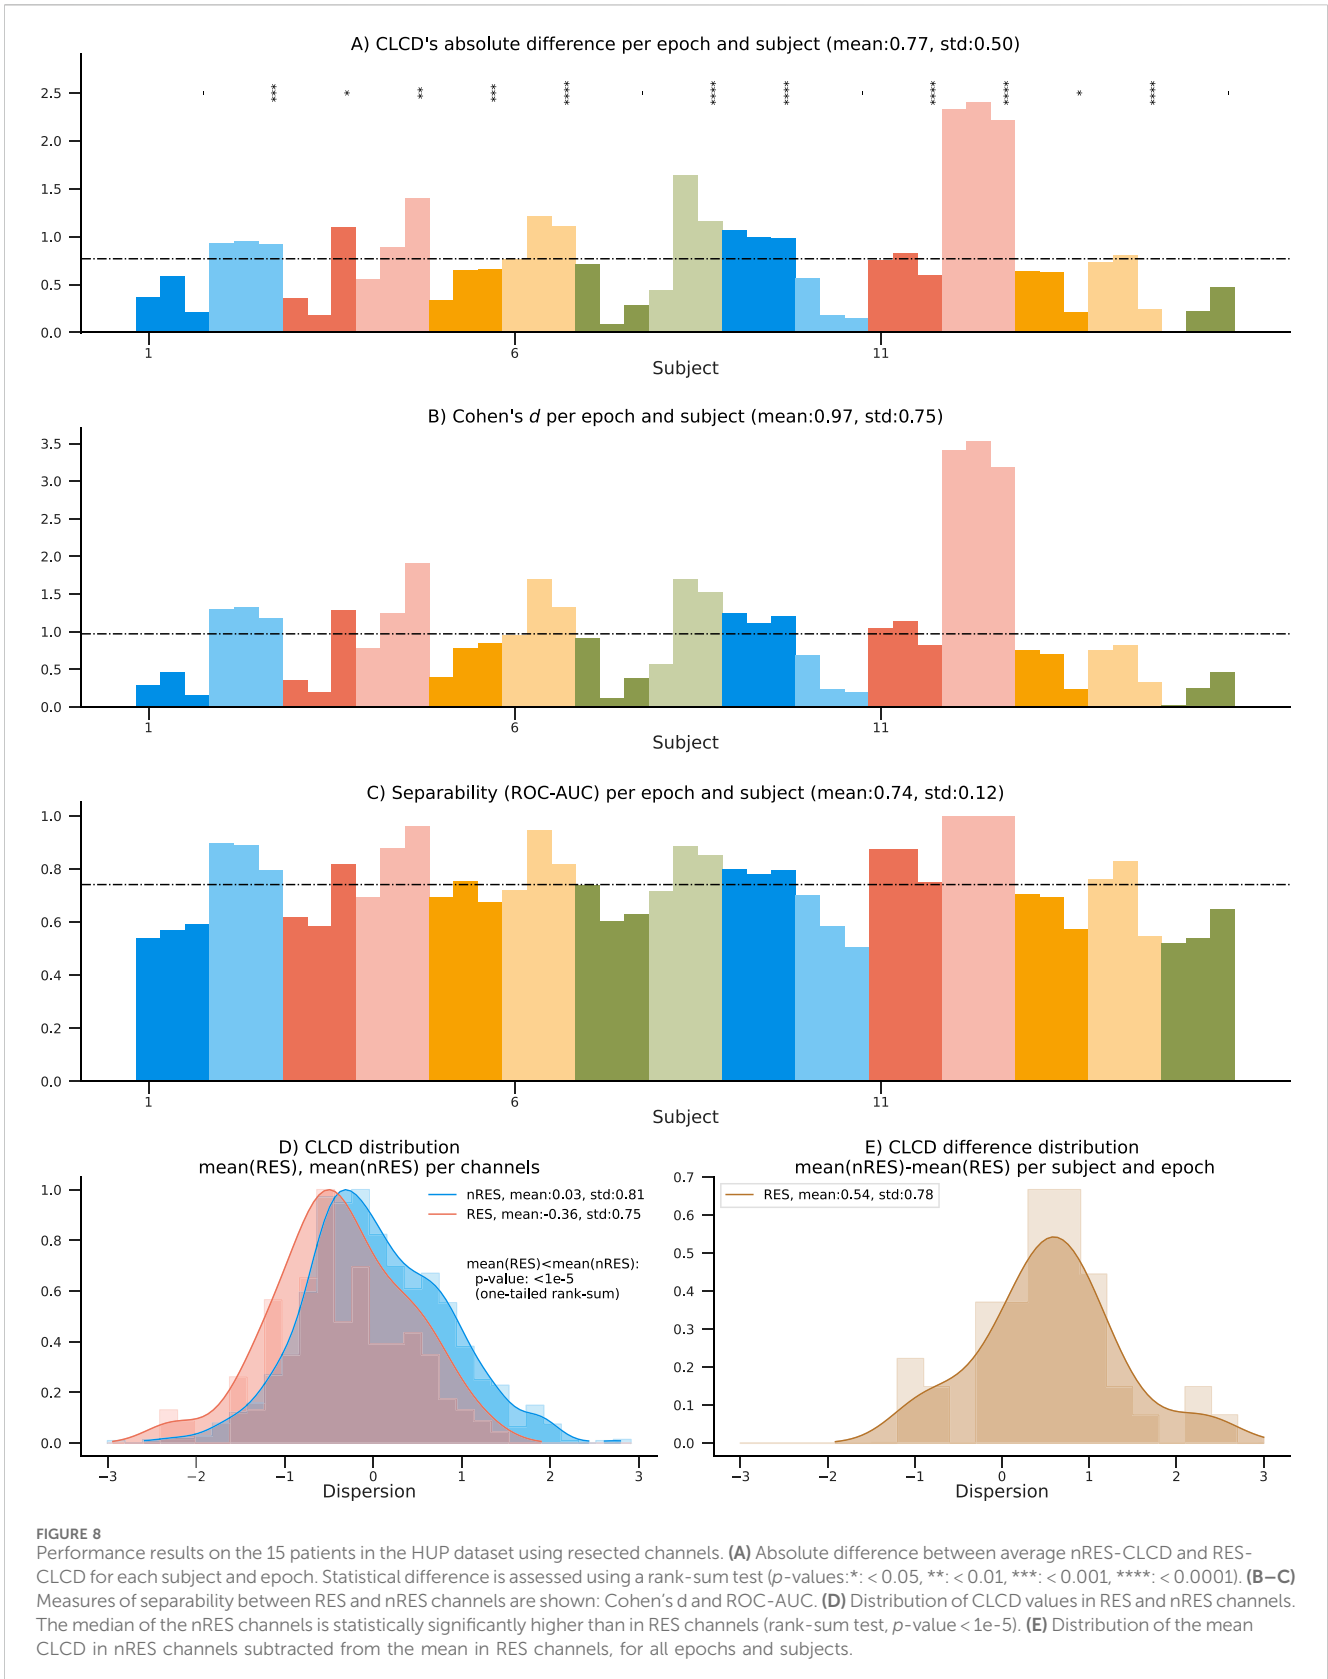 A) CLCD's absolute difference per epoch and subject (mean:0.77, std:0.50)
- *** * ** *** **** - **** **** - **** **** * **** -
2.5
2.0
1.5
1.0
0.5
0.0
1 6 11
Subject
B) Cohen's d per epoch and subject (mean:0.97, std:0.75)
3.5
3.0
2.5
2.0
1.5
1.0
0.5
0.0
1 6 11
Subject
C) Separability (ROC-AUC) per epoch and subject (mean:0.74, std:0.12)
1.0
0.8
0.6
0.4
0.2
0.0
1 6 11
Subject
D) CLCD distribution
mean(RES), mean(nRES) per channels
1.0
0.8
0.6
0.4
0.2
0.0
nRES, mean:0.03, std:0.81
RES, mean:-0.36, std:0.75
mean(RES)<mean(nRES):
p-value: <1e-5
(one-tailed rank-sum)
−3 −2 −1 0 1 2 3
Dispersion
E) CLCD difference distribution
mean(nRES)-mean(RES) per subject and epoch
0.7
0.6
0.5
0.4
0.3
0.2
0.1
0.0
RES, mean:0.54, std:0.78
−3 −2 −1 0 1 2 3
Dispersion
FIGURE 8
Performance results on the 15 patients in the HUP dataset using resected channels. (A) Absolute difference between average nRES-CLCD and RES-
CLCD for each subject and epoch. Statistical difference is assessed using a rank-sum test (p-values:*: < 0.05, **: < 0.01, ***: < 0.001, ****: < 0.0001). (B–C)
Measures of separability between RES and nRES channels are shown: Cohen's d and ROC-AUC. (D) Distribution of CLCD values in RES and nRES channels.
The median of the nRES channels is statistically significantly higher than in RES channels (rank-sum test, p-value < 1e-5). (E) Distribution of the mean
CLCD in nRES channels subtracted from the mean in RES channels, for all epochs and subjects.